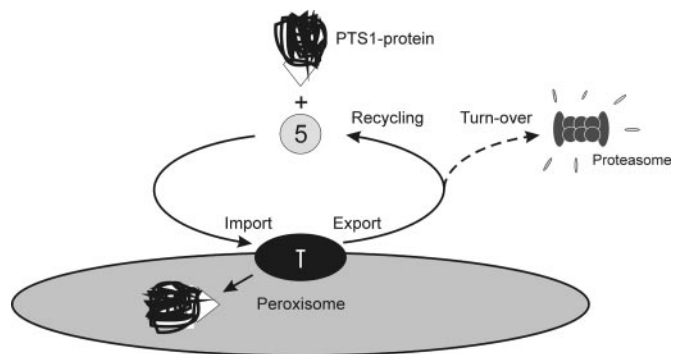 PTS1-protein
+
5
Recycling
Turn-over
Proteasome
Import
Export
T
Peroxisome